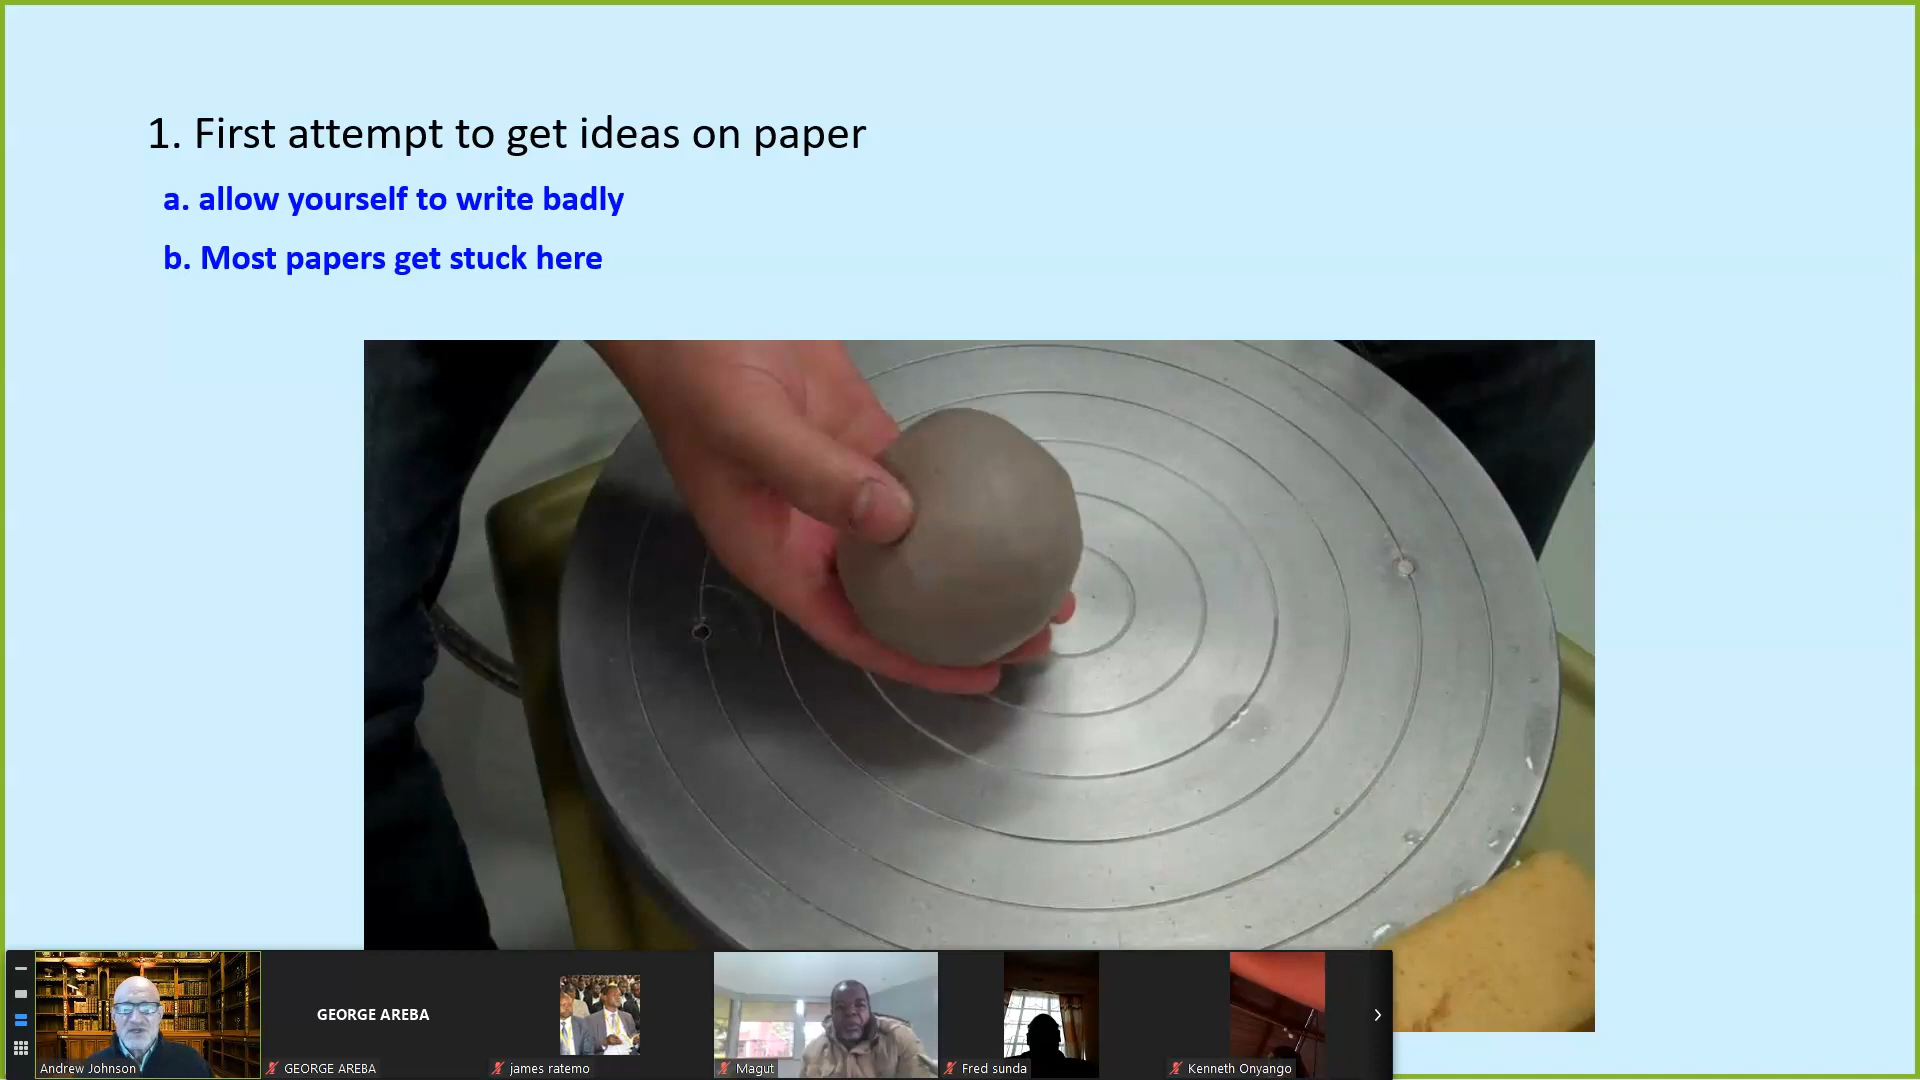 1. First attempt to get ideas on paper
a. allow yourself to write badly
b. Most papers get stuck here
GEORGE AREBA
Andrew Johnson
GEORGE AREBA
james ratemo
Magut
Fred sunda
Kenneth Onyango